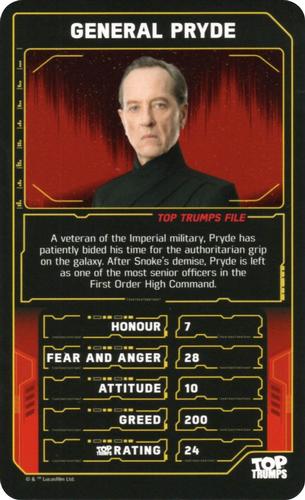 GENERAL PRYDE
TOP TRUMPS FILE
A veteran of the Imperial military, Pryde has
patiently bided his time for the authoritarian grip
on the galaxy. After Snoke's demise, Pryde is left
as one of the most senior officers in the
First Order High Command.
HONOUR 7
FEAR AND ANGER 28
ATTITUDE 10
GREED 200
TOP TRUMPS RATING 24
© & ™ Lucasfilm Ltd.
TOP
TRUMPS